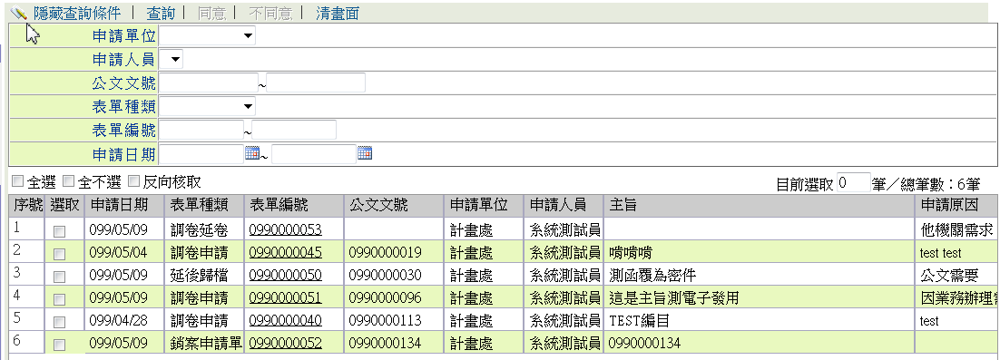 隱藏查詢條件 | 查詢 | 同意 | 不同意 | 清畫面
申請單位
申請人員
公文文號 ~
表單種類
表單編號 ~
申請日期 ~
全選 全不選 反向核取 目前選取 0 筆／總筆數：6筆
序號 選取 申請日期 表單種類 表單編號 公文文號 申請單位 申請人員 主旨 申請原因
1 099/05/09 調卷延卷 0990000053 計畫處 系統測試員 他機關需求
2 099/05/04 調卷申請 0990000045 0990000019 計畫處 系統測試員 啃啃啃 test test
3 099/05/09 延後歸檔 0990000050 0990000030 計畫處 系統測試員 測函覆為密件 公文需要
4 099/05/09 調卷申請 0990000051 0990000096 計畫處 系統測試員 這是主旨測電子發用 因業務辦理
5 099/04/28 調卷申請 0990000040 0990000113 計畫處 系統測試員 TEST編目 test
6 099/05/09 銷案申請單 0990000052 0990000134 計畫處 系統測試員 0990000134